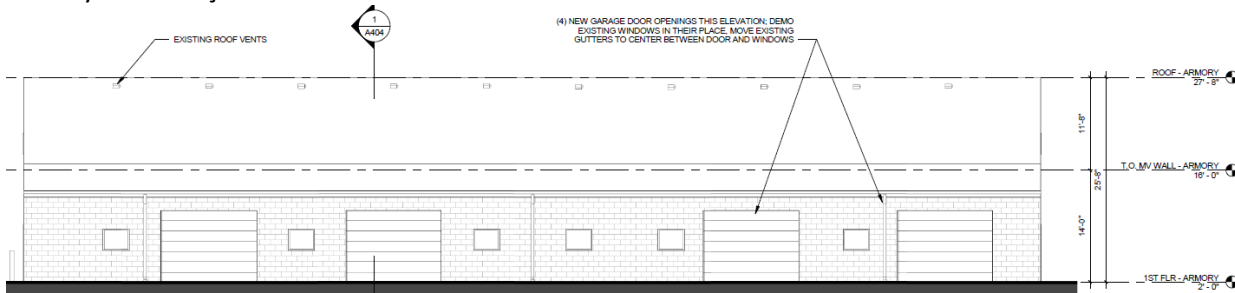 1
A404
EXISTING ROOF VENTS
(4) NEW GARAGE DOOR OPENINGS THIS ELEVATION; DEMO
EXISTING WINDOWS IN THEIR PLACE, MOVE EXISTING
GUTTERS TO CENTER BETWEEN DOOR AND WINDOWS
ROOF - ARMORY
27' - 8"
11'-8"
T.O. MV WALL - ARMORY
16' - 0"
25'-8"
14'-0"
1ST FLR - ARMORY
2' - 0"